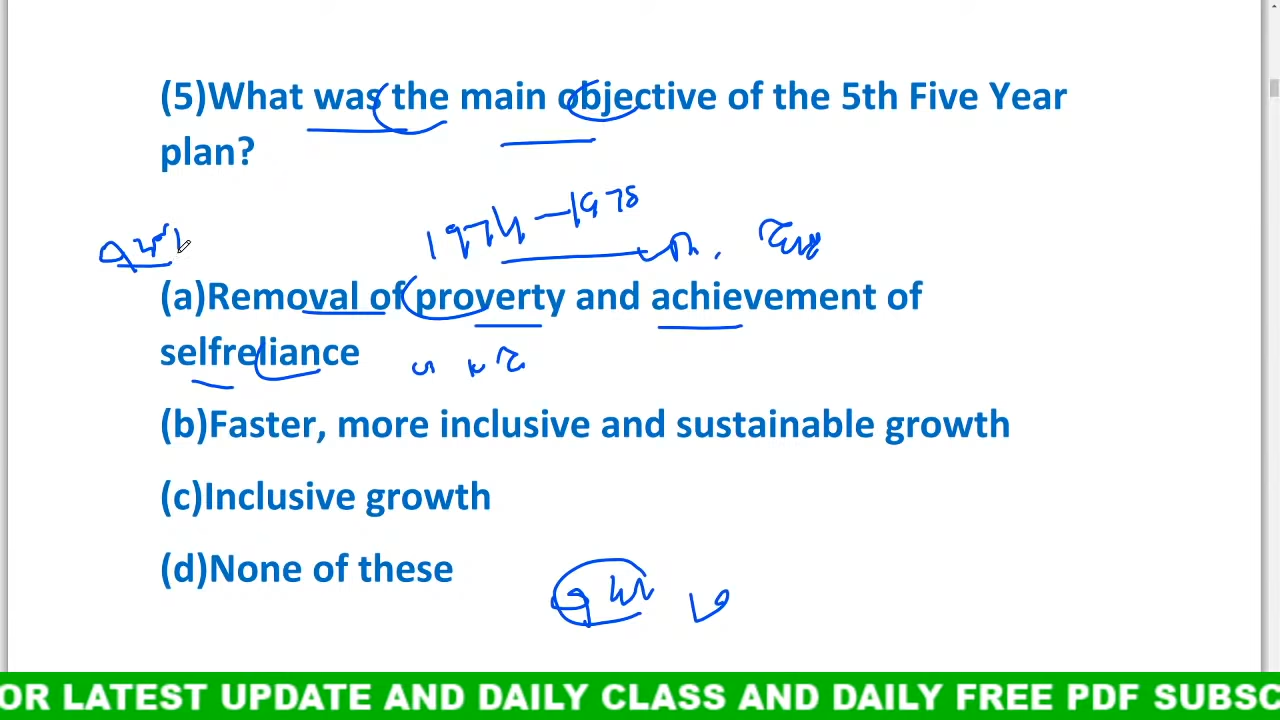 (5)What was the main objective of the 5th Five Year
plan?
1974-1978
(a)Removal of proverty and achievement of
selfreliance
(b)Faster, more inclusive and sustainable growth
(c)Inclusive growth
(d)None of these
OR LATEST UPDATE AND DAILY CLASS AND DAILY FREE PDF SUBSC